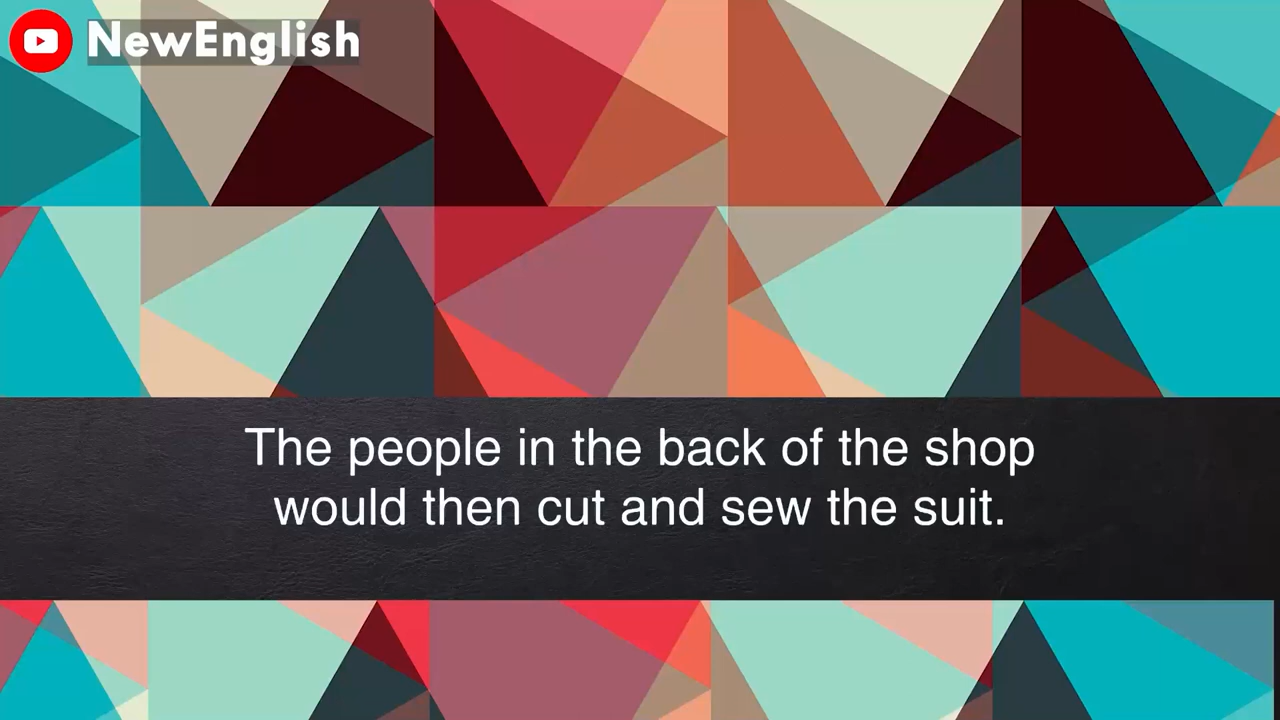 NewEnglish
The people in the back of the shop
would then cut and sew the suit.